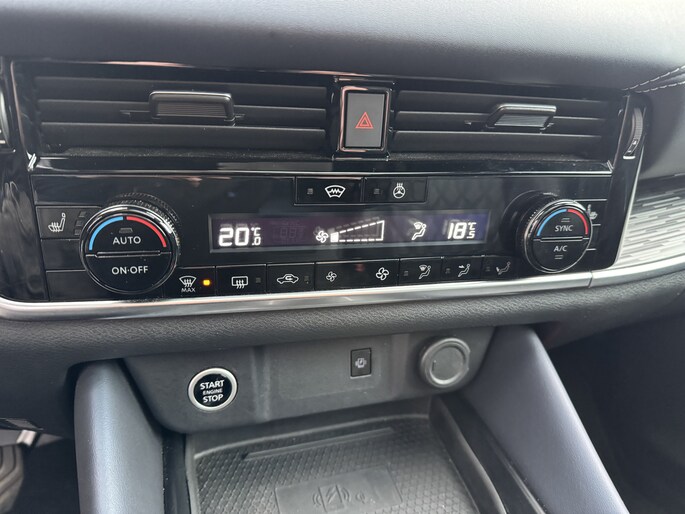 AUTO
ON·OFF
20°C.0
18°C.5
SYNC
A/C
MAX
START
ENGINE
STOP